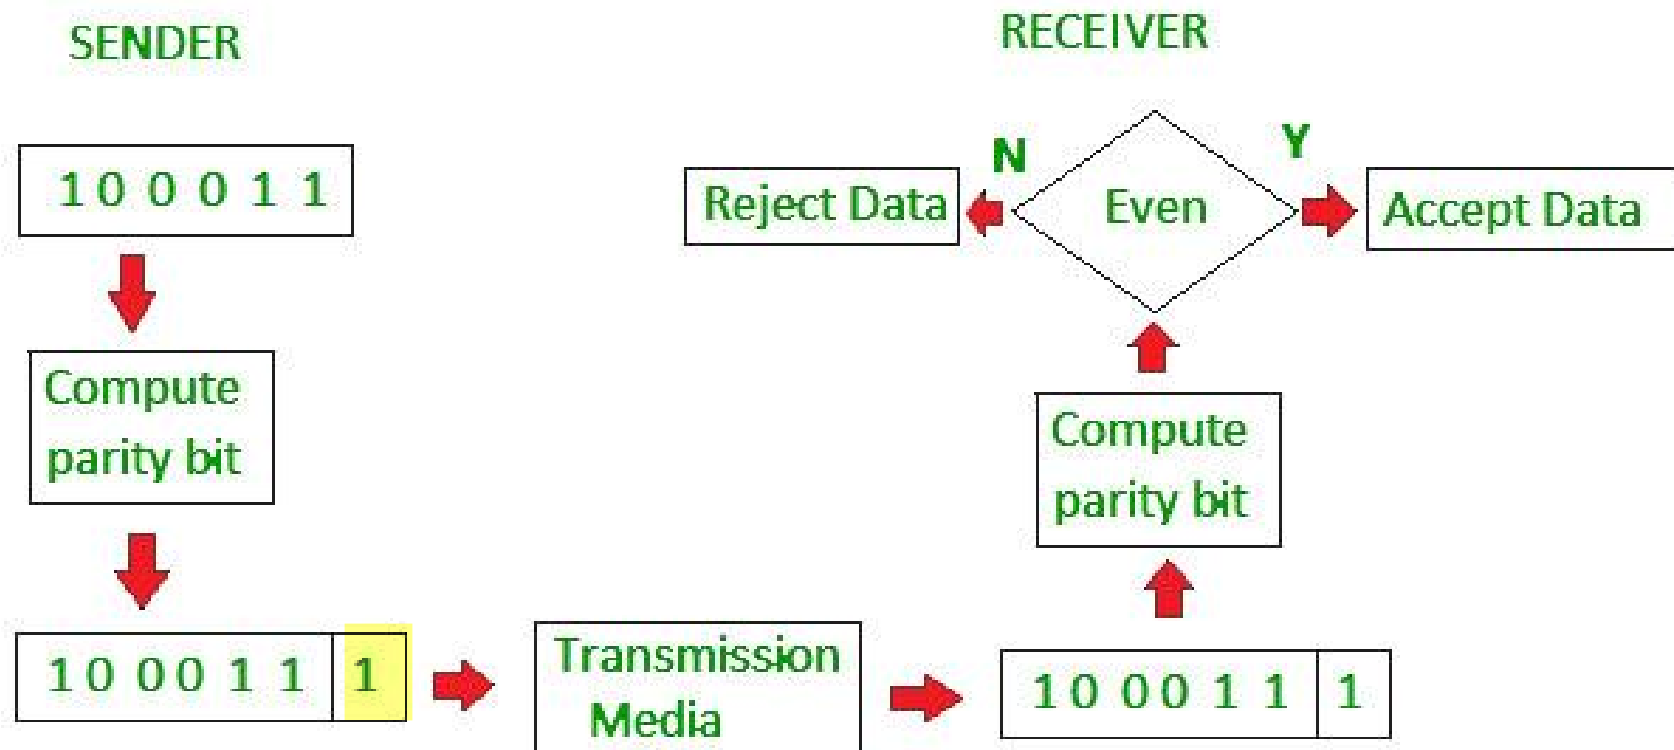 SENDER
1 0 0 0 1 1
Compute
parity bit
1 0 0 0 1 1 1
Transmission
Media
RECEIVER
N
Y
Reject Data
Even
Accept Data
Compute
parity bit
1 0 0 0 1 1 1